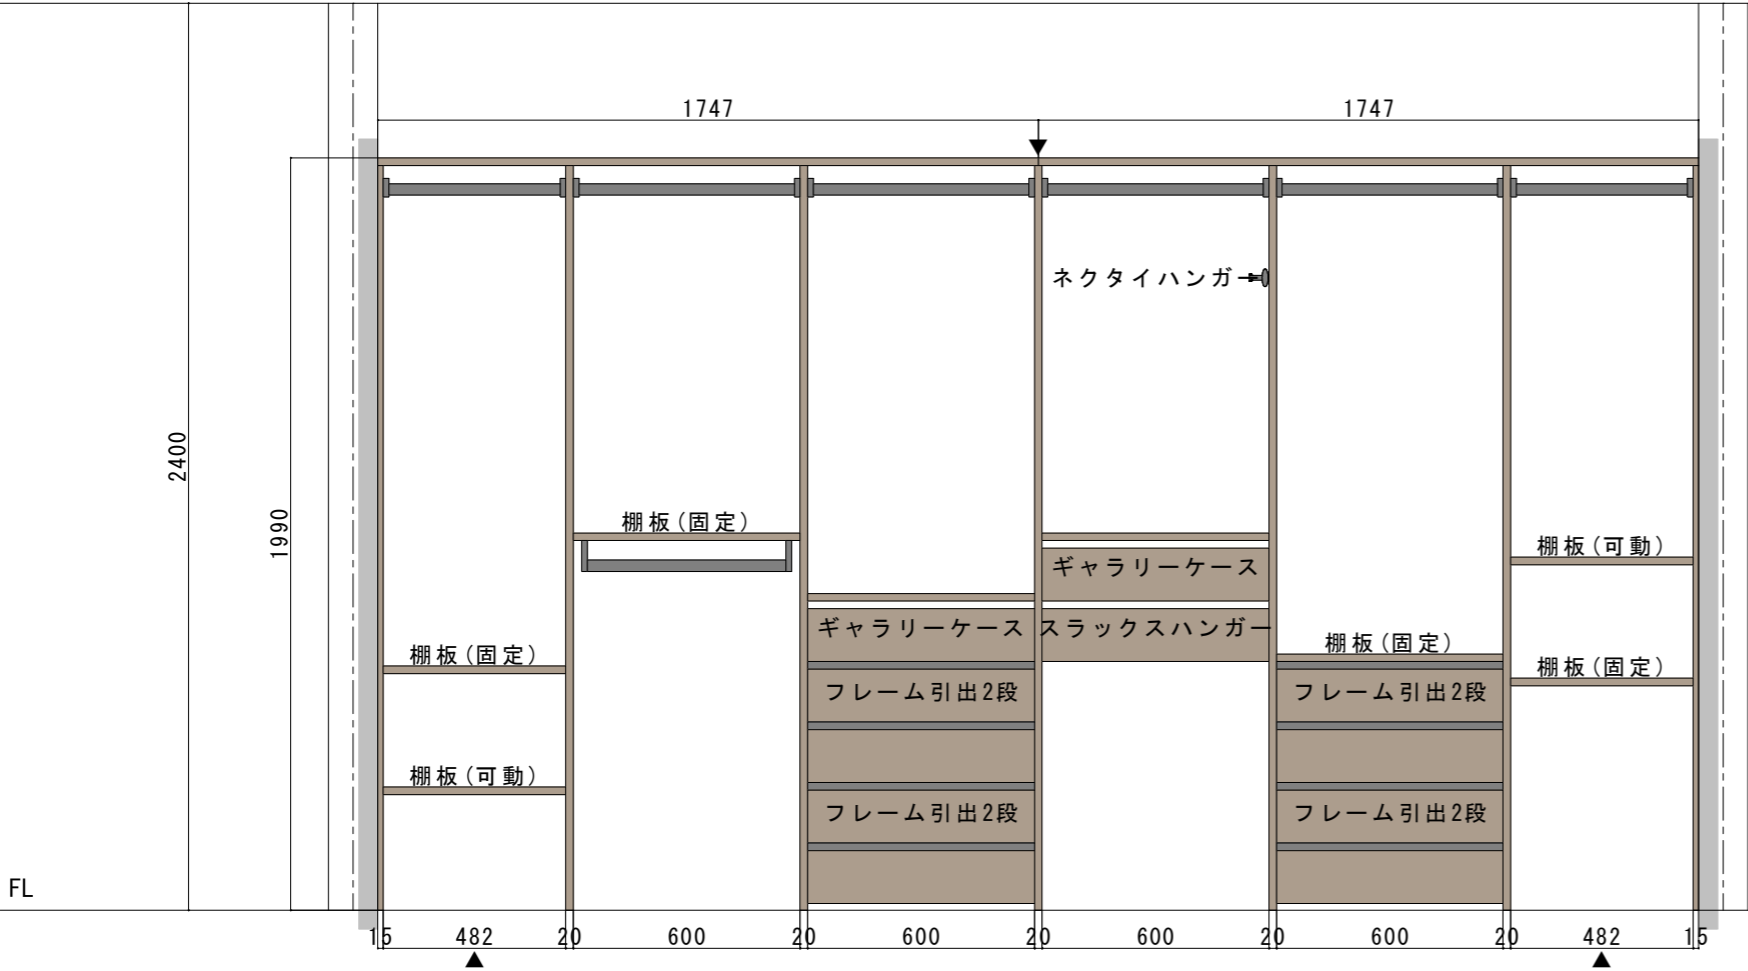 1747
1747
ネクタイハンガー
2400
1990
棚板(固定)
棚板(可動)
ギャラリーケース
ギャラリーケース
スラックスハンガー
棚板(固定)
棚板(固定)
棚板(固定)
フレーム引出2段
フレーム引出2段
棚板(可動)
フレーム引出2段
フレーム引出2段
FL
15
482
20
600
20
600
20
600
20
600
20
482
15